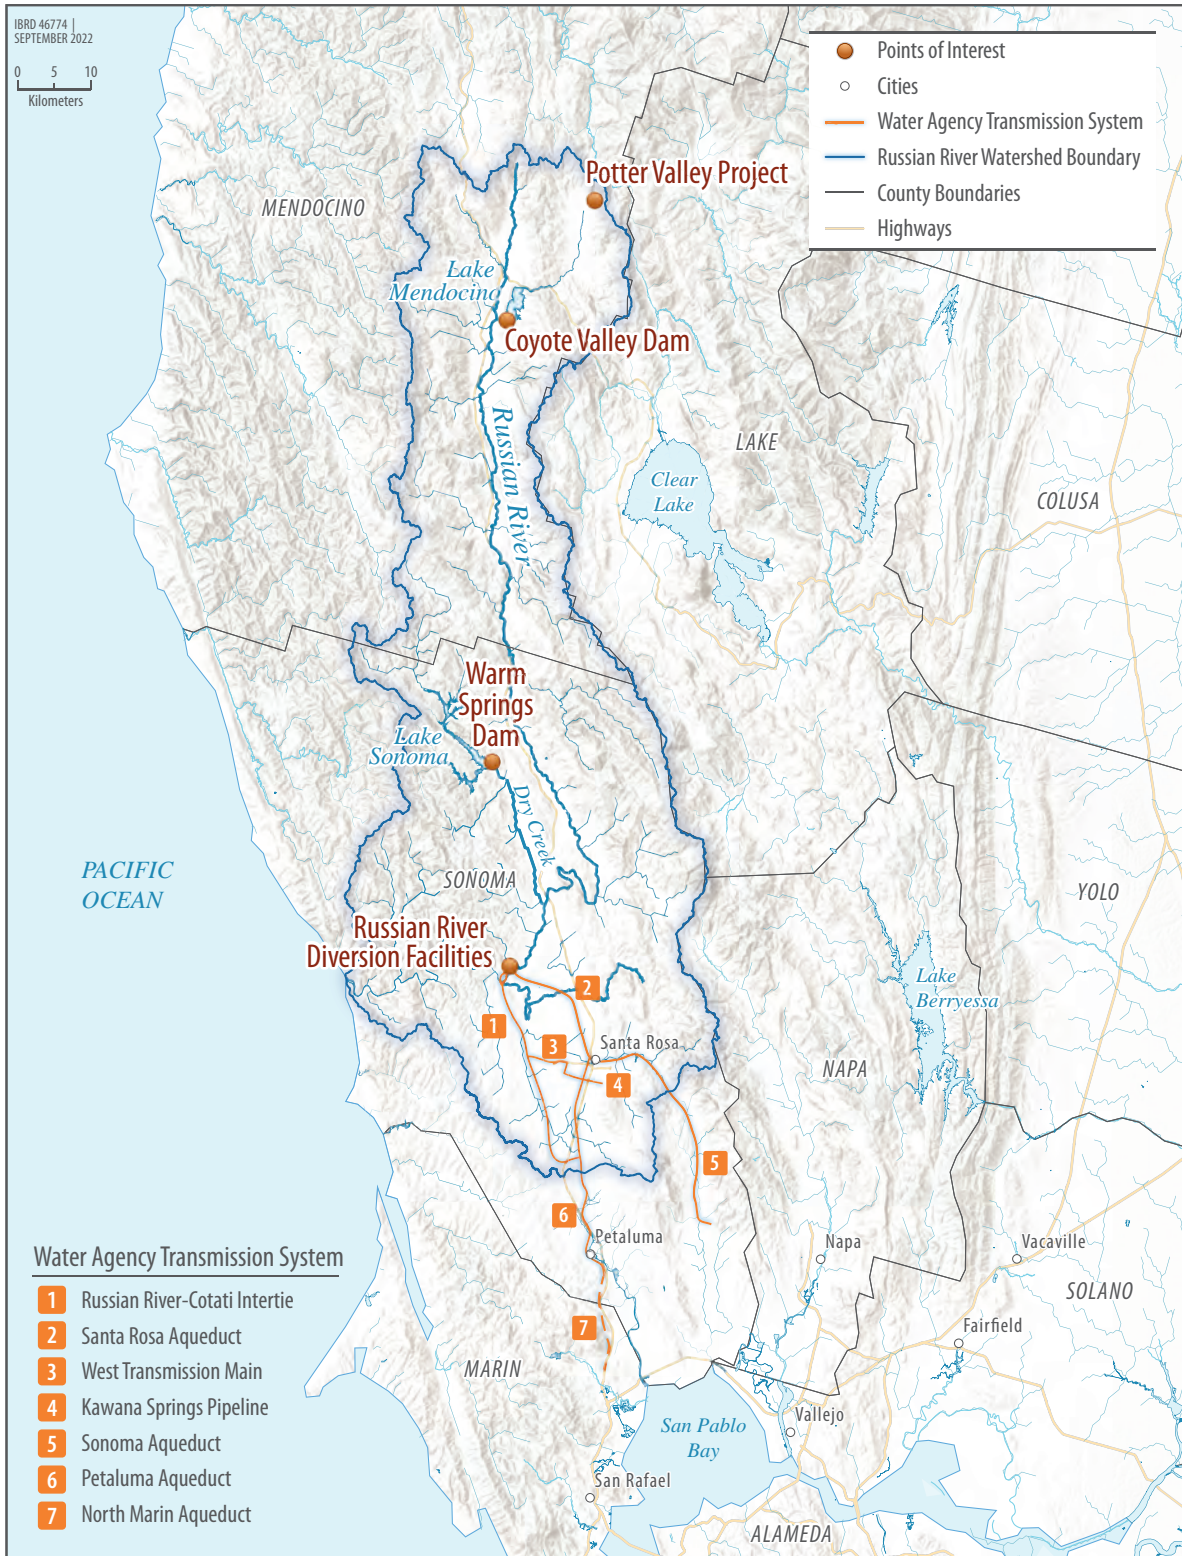 IBRD 46774 |
SEPTEMBER 2022
0 5 10
Kilometers
Points of Interest
Cities
Water Agency Transmission System
Russian River Watershed Boundary
County Boundaries
Highways
Potter Valley Project
MENDOCINO
Lake
Mendocino
Coyote Valley Dam
Russian River
LAKE
Clear
Lake
COLUSA
Warm
Springs
Dam
Lake
Sonoma
Dry Creek
PACIFIC
OCEAN
SONOMA
YOLO
Russian River
Diversion Facilities
Lake
Berryessa
2
1
3
Santa Rosa
4
NAPA
5
6
Petaluma
Napa
Vacaville
SOLANO
7
Fairfield
MARIN
Vallejo
San Pablo
Bay
San Rafael
ALAMEDA
Water Agency Transmission System
1 Russian River-Cotati Intertie
2 Santa Rosa Aqueduct
3 West Transmission Main
4 Kawana Springs Pipeline
5 Sonoma Aqueduct
6 Petaluma Aqueduct
7 North Marin Aqueduct